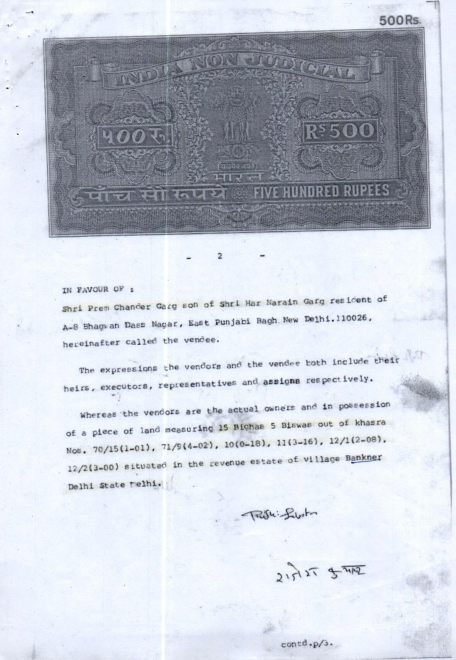 500Rs.
INDIA NON JUDICIAL
५00 रु.
Rs 500
भारत
पाँच सौ रूपये
FIVE HUNDRED RUPEES
- 2 -
IN FAVOUR OF :
Shri Prem Chander Garg son of Shri Har Narain Garg resident of
A-8 Bhagwan Dass Nagar, East Punjabi Bagh New Delhi.110026,
hereinafter called the vendee.
The expressions the vendors and the vendee both include their
heirs, executors, representatives and assigns respectively.
Whereas the vendors are the actual owners and in possession
of a piece of land measuring 15 Bighas 5 Biswas out of khasra
Nos. 70/15(1-01), 71/9(4-02), 10(0-18), 11(3-16), 12/1(2-08),
12/2(3-00) situated in the revenue estate of village Bankner
Delhi State Delhi.
कुमार
contd.p/3.